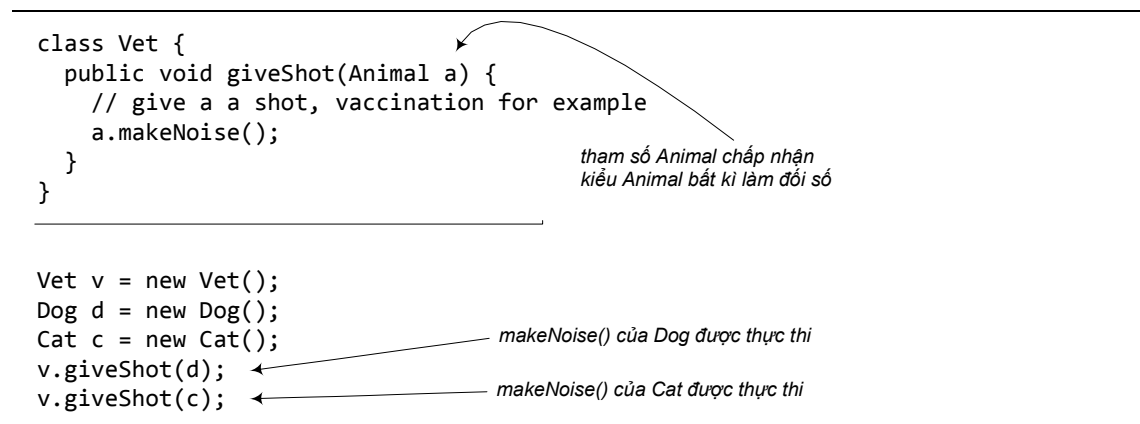 class Vet {
public void giveShot(Animal a) {
// give a a shot, vaccination for example
a.makeNoise();
}
}
tham số Animal chấp nhận
kiểu Animal bất kì làm đối số
Vet v = new Vet();
Dog d = new Dog();
Cat c = new Cat();
v.giveShot(d);
v.giveShot(c);
makeNoise() của Dog được thực thi
makeNoise() của Cat được thực thi